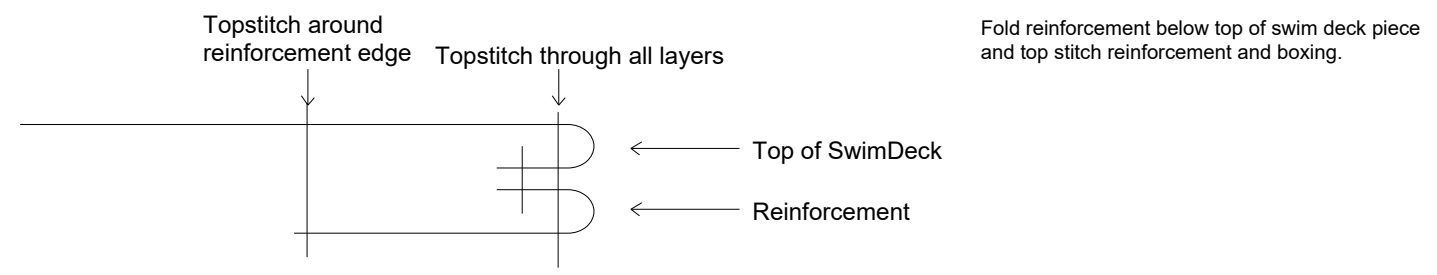 Topstitch around
reinforcement edge
Topstitch through all layers
Fold reinforcement below top of swim deck piece
and top stitch reinforcement and boxing.
Top of SwimDeck
Reinforcement